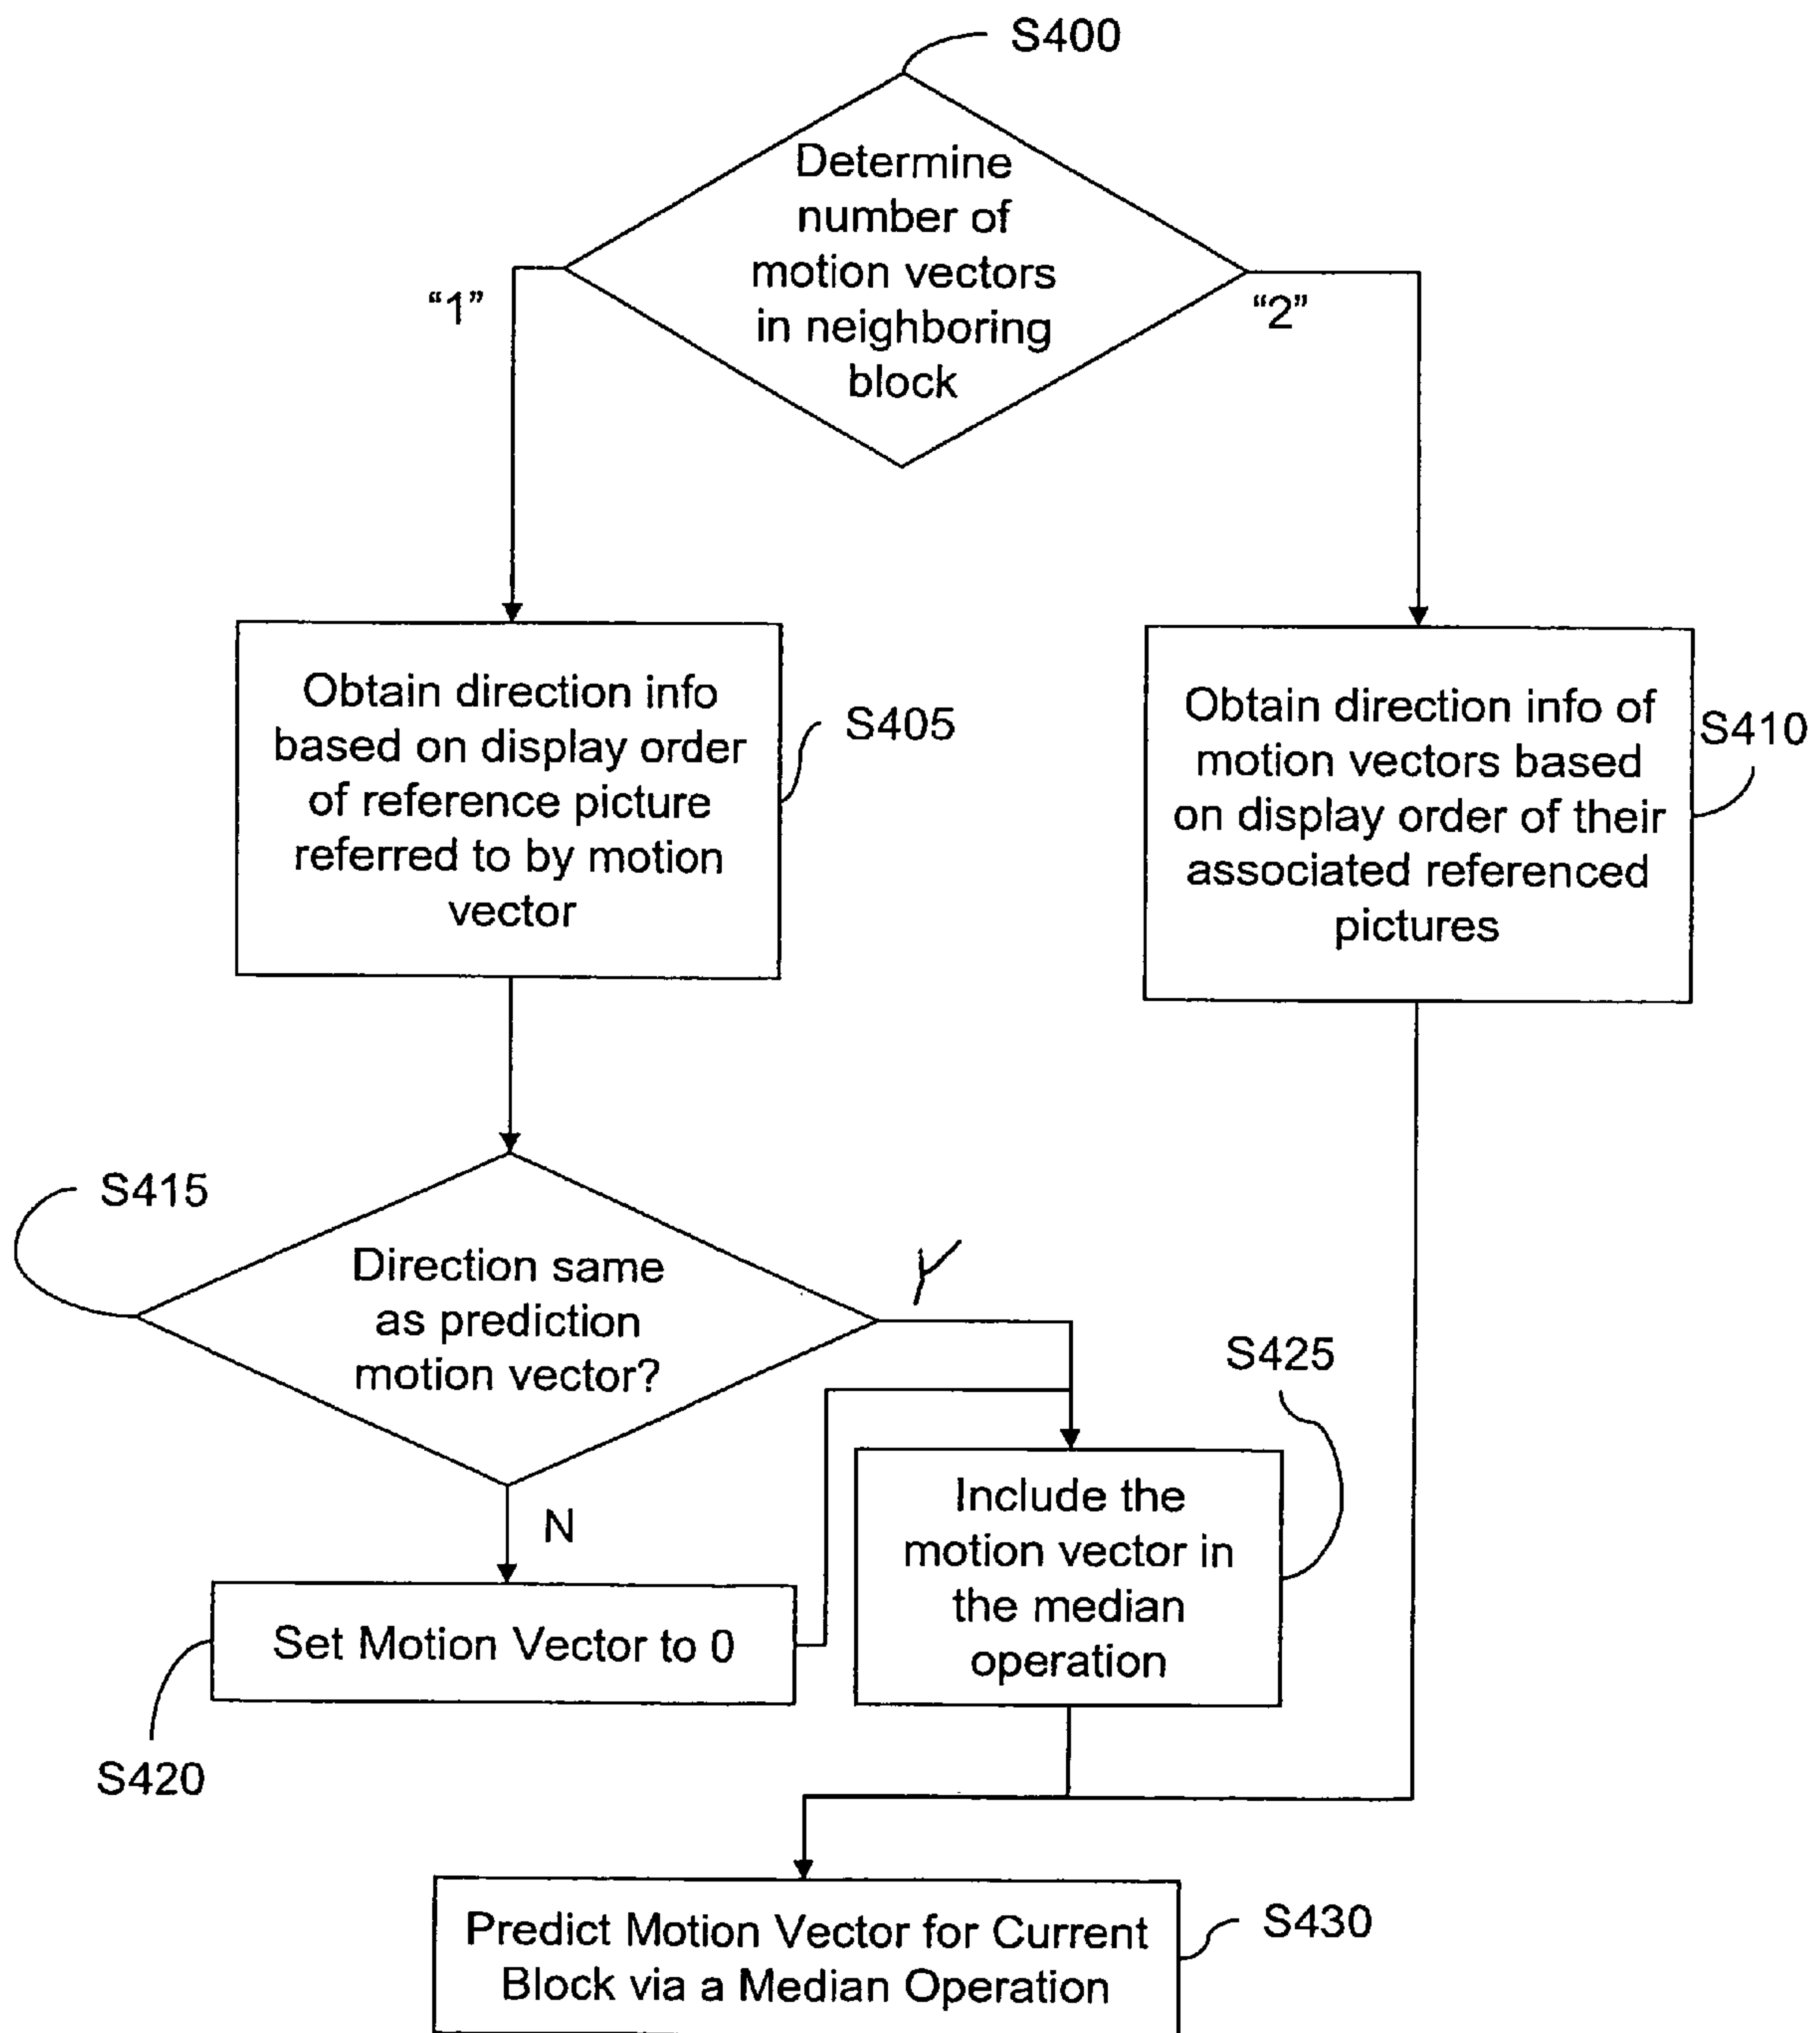 S400
Determine
number of
motion vectors
in neighboring
block
“1”
“2”
Obtain direction info
based on display order
of reference picture
referred to by motion
vector
S405
Obtain direction info of
motion vectors based
on display order of their
associated referenced
pictures
S410
S415
Direction same
as prediction
motion vector?
Y
N
S425
Include the
motion vector in
the median
operation
Set Motion Vector to 0
S420
Predict Motion Vector for Current
Block via a Median Operation
S430